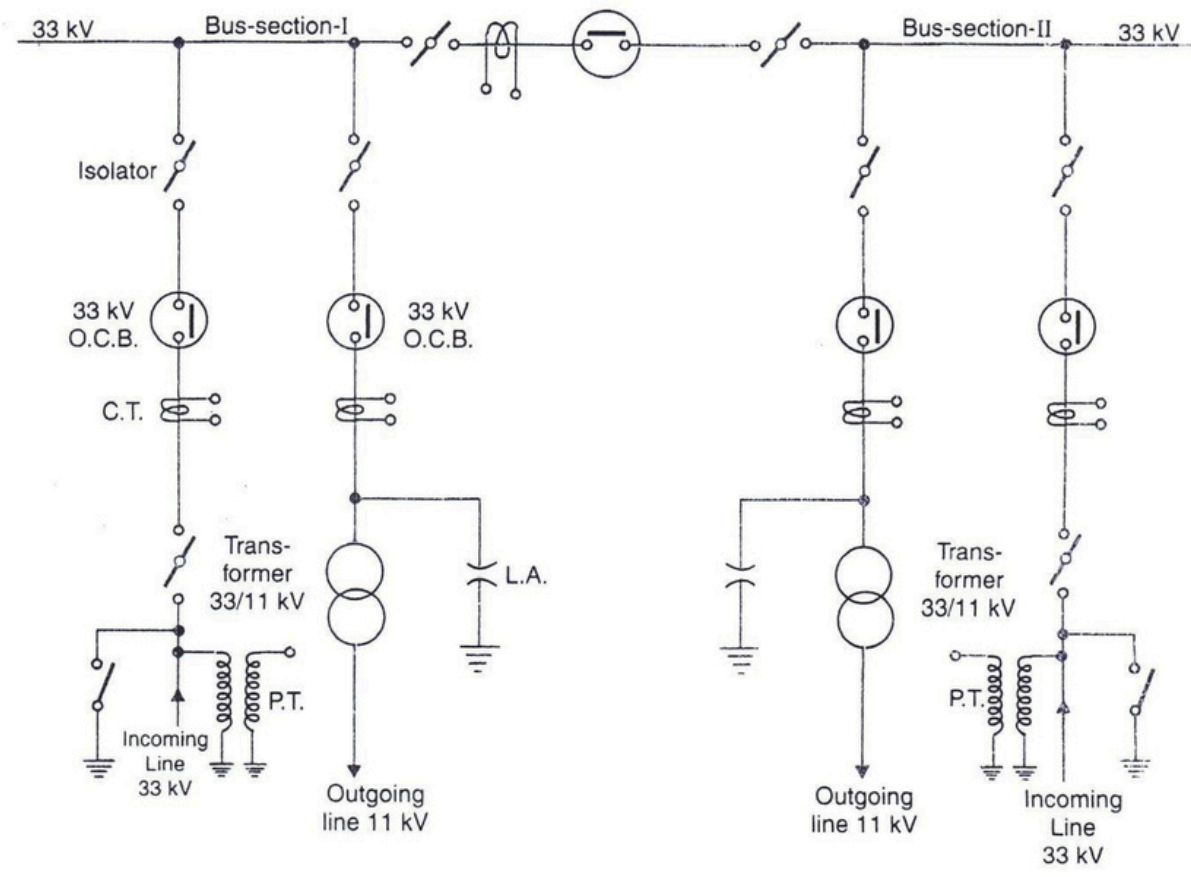 33 kV
Bus-section-I
Bus-section-II
33 kV
Isolator
33 kV
O.C.B.
33 kV
O.C.B.
C.T.
Trans-
former
33/11 kV
L.A.
Trans-
former
33/11 kV
P.T.
P.T.
Incoming
Line
33 kV
Outgoing
line 11 kV
Outgoing
line 11 kV
Incoming
Line
33 kV